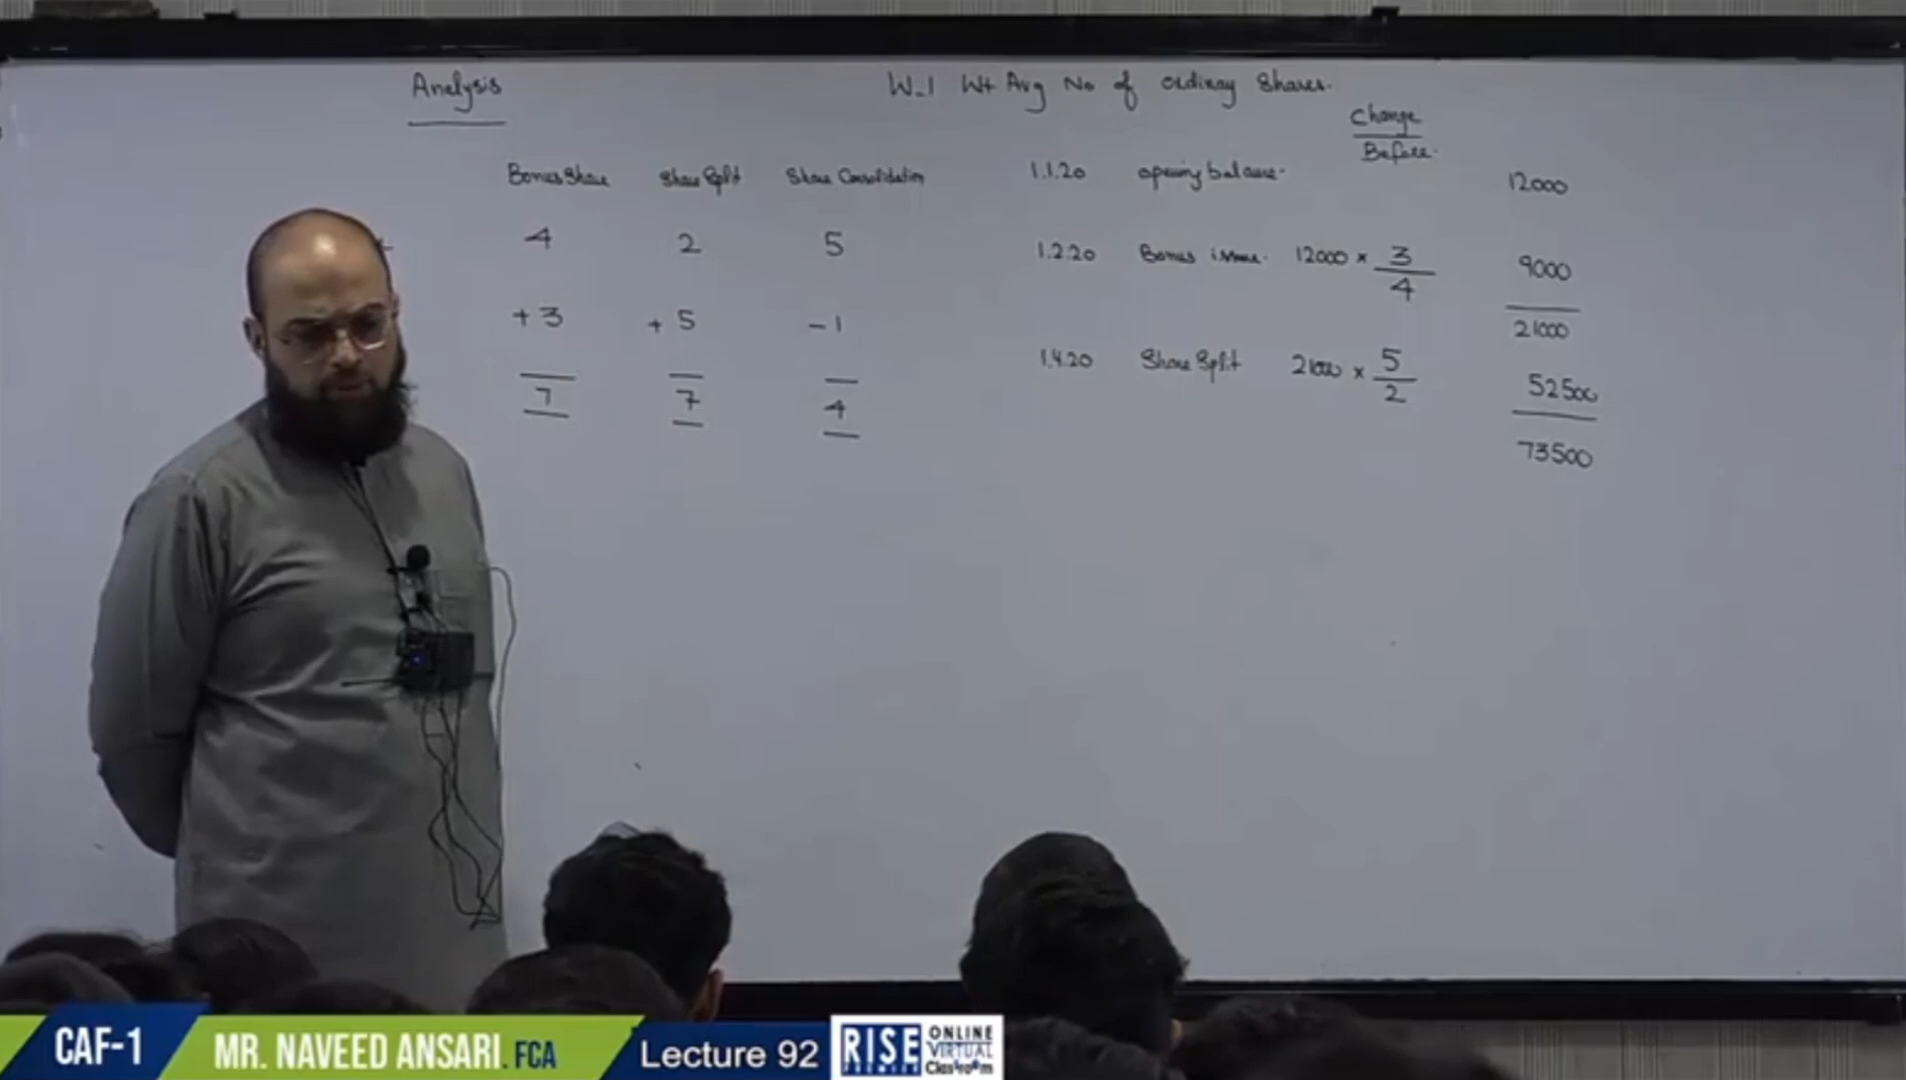 Analysis
Bonus Share Share Split Share Consolidation
4 2 5
+3 +5 -1
7 7 4
W-1 Wt Avg No of ordinay Shares.
Change
Before.
1.1.20 opening balance. 12000
1.2.20 Bonus issue. 12000 × 3/4 9000
21000
1.4.20 Share Split 21000 × 5/2 52500
73500
CAF-1 MR. NAVEED ANSARI. FCA Lecture 92 RISE PREMIER ONLINE VIRTUAL Classroom